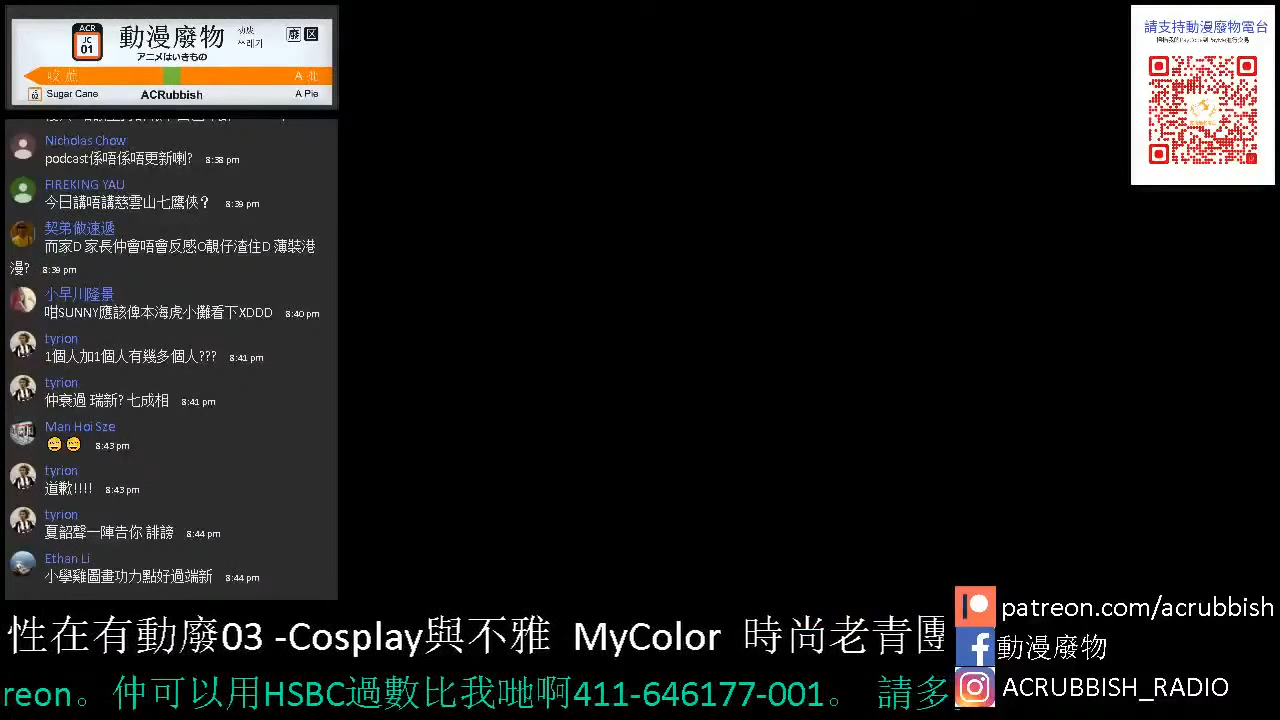 ACR
JC
01
動漫廢物
アニメはいきもの
廢 区
A 批
02
Sugar Cane
ACRubbish
A Pie
Nicholas Chow
podcast係唔係唔更新喇? 8:38 pm
FIREKING YAU
今日講唔講慈雲山七鷹俠？ 8:39 pm
契弟做速遞
而家D 家長仲會唔會反感O靚仔渣住D 薄裝港
漫? 8:39 pm
小早川隆景
咁SUNNY應該俾本海虎小攤看下XDDD 8:40 pm
tyrion
1個人加1個人有幾多個人??? 8:41 pm
tyrion
仲衰過 瑞新? 七成相 8:41 pm
Man Hoi Sze
😄 😄 8:43 pm
tyrion
道歉!!!! 8:43 pm
tyrion
夏韶聲一陣告你 誹謗 8:44 pm
Ethan Li
小學雞圖畫功力點好過端新 8:44 pm
請支持動漫廢物電台
性在有動廢03 -Cosplay與不雅 MyColor 時尚老青團
reon。仲可以用HSBC過數比我哋啊411-646177-001。 請多
patreon.com/acrubbish
動漫廢物
ACRUBBISH_RADIO